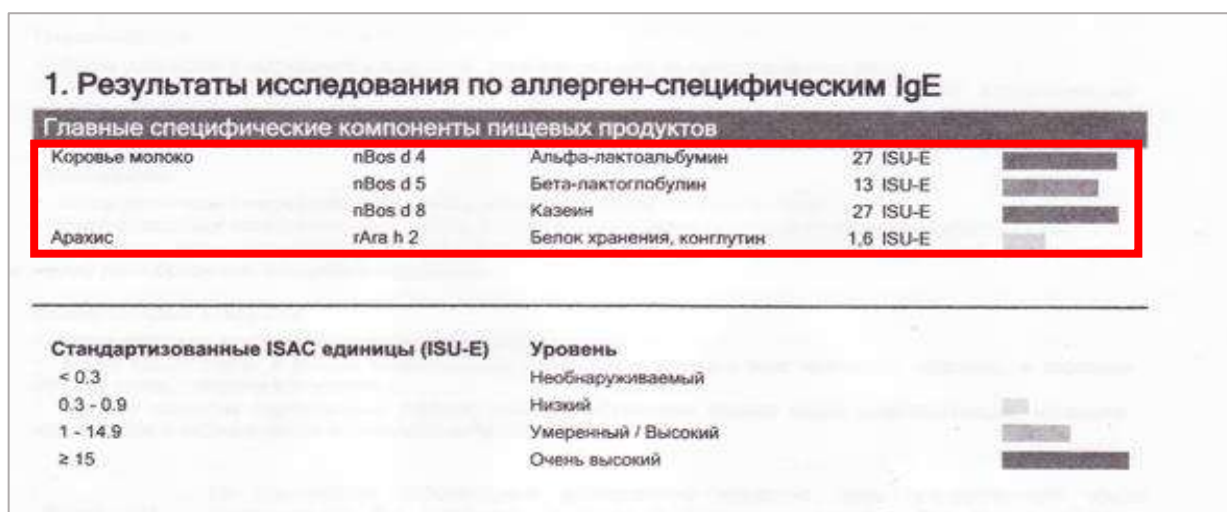 1. Результаты исследования по аллерген-специфическим IgE
Главные специфические компоненты пищевых продуктов
Коровье молоко nBos d 4 Альфа-лактоальбумин 27 ISU-E
nBos d 5 Бета-лактоглобулин 13 ISU-E
nBos d 8 Казеин 27 ISU-E
Арахис rAra h 2 Белок хранения, конглутин 1,6 ISU-E
Стандартизованные ISAC единицы (ISU-E) Уровень
< 0.3 Необнаруживаемый
0.3 - 0.9 Низкий
1 - 14.9 Умеренный / Высокий
≥ 15 Очень высокий